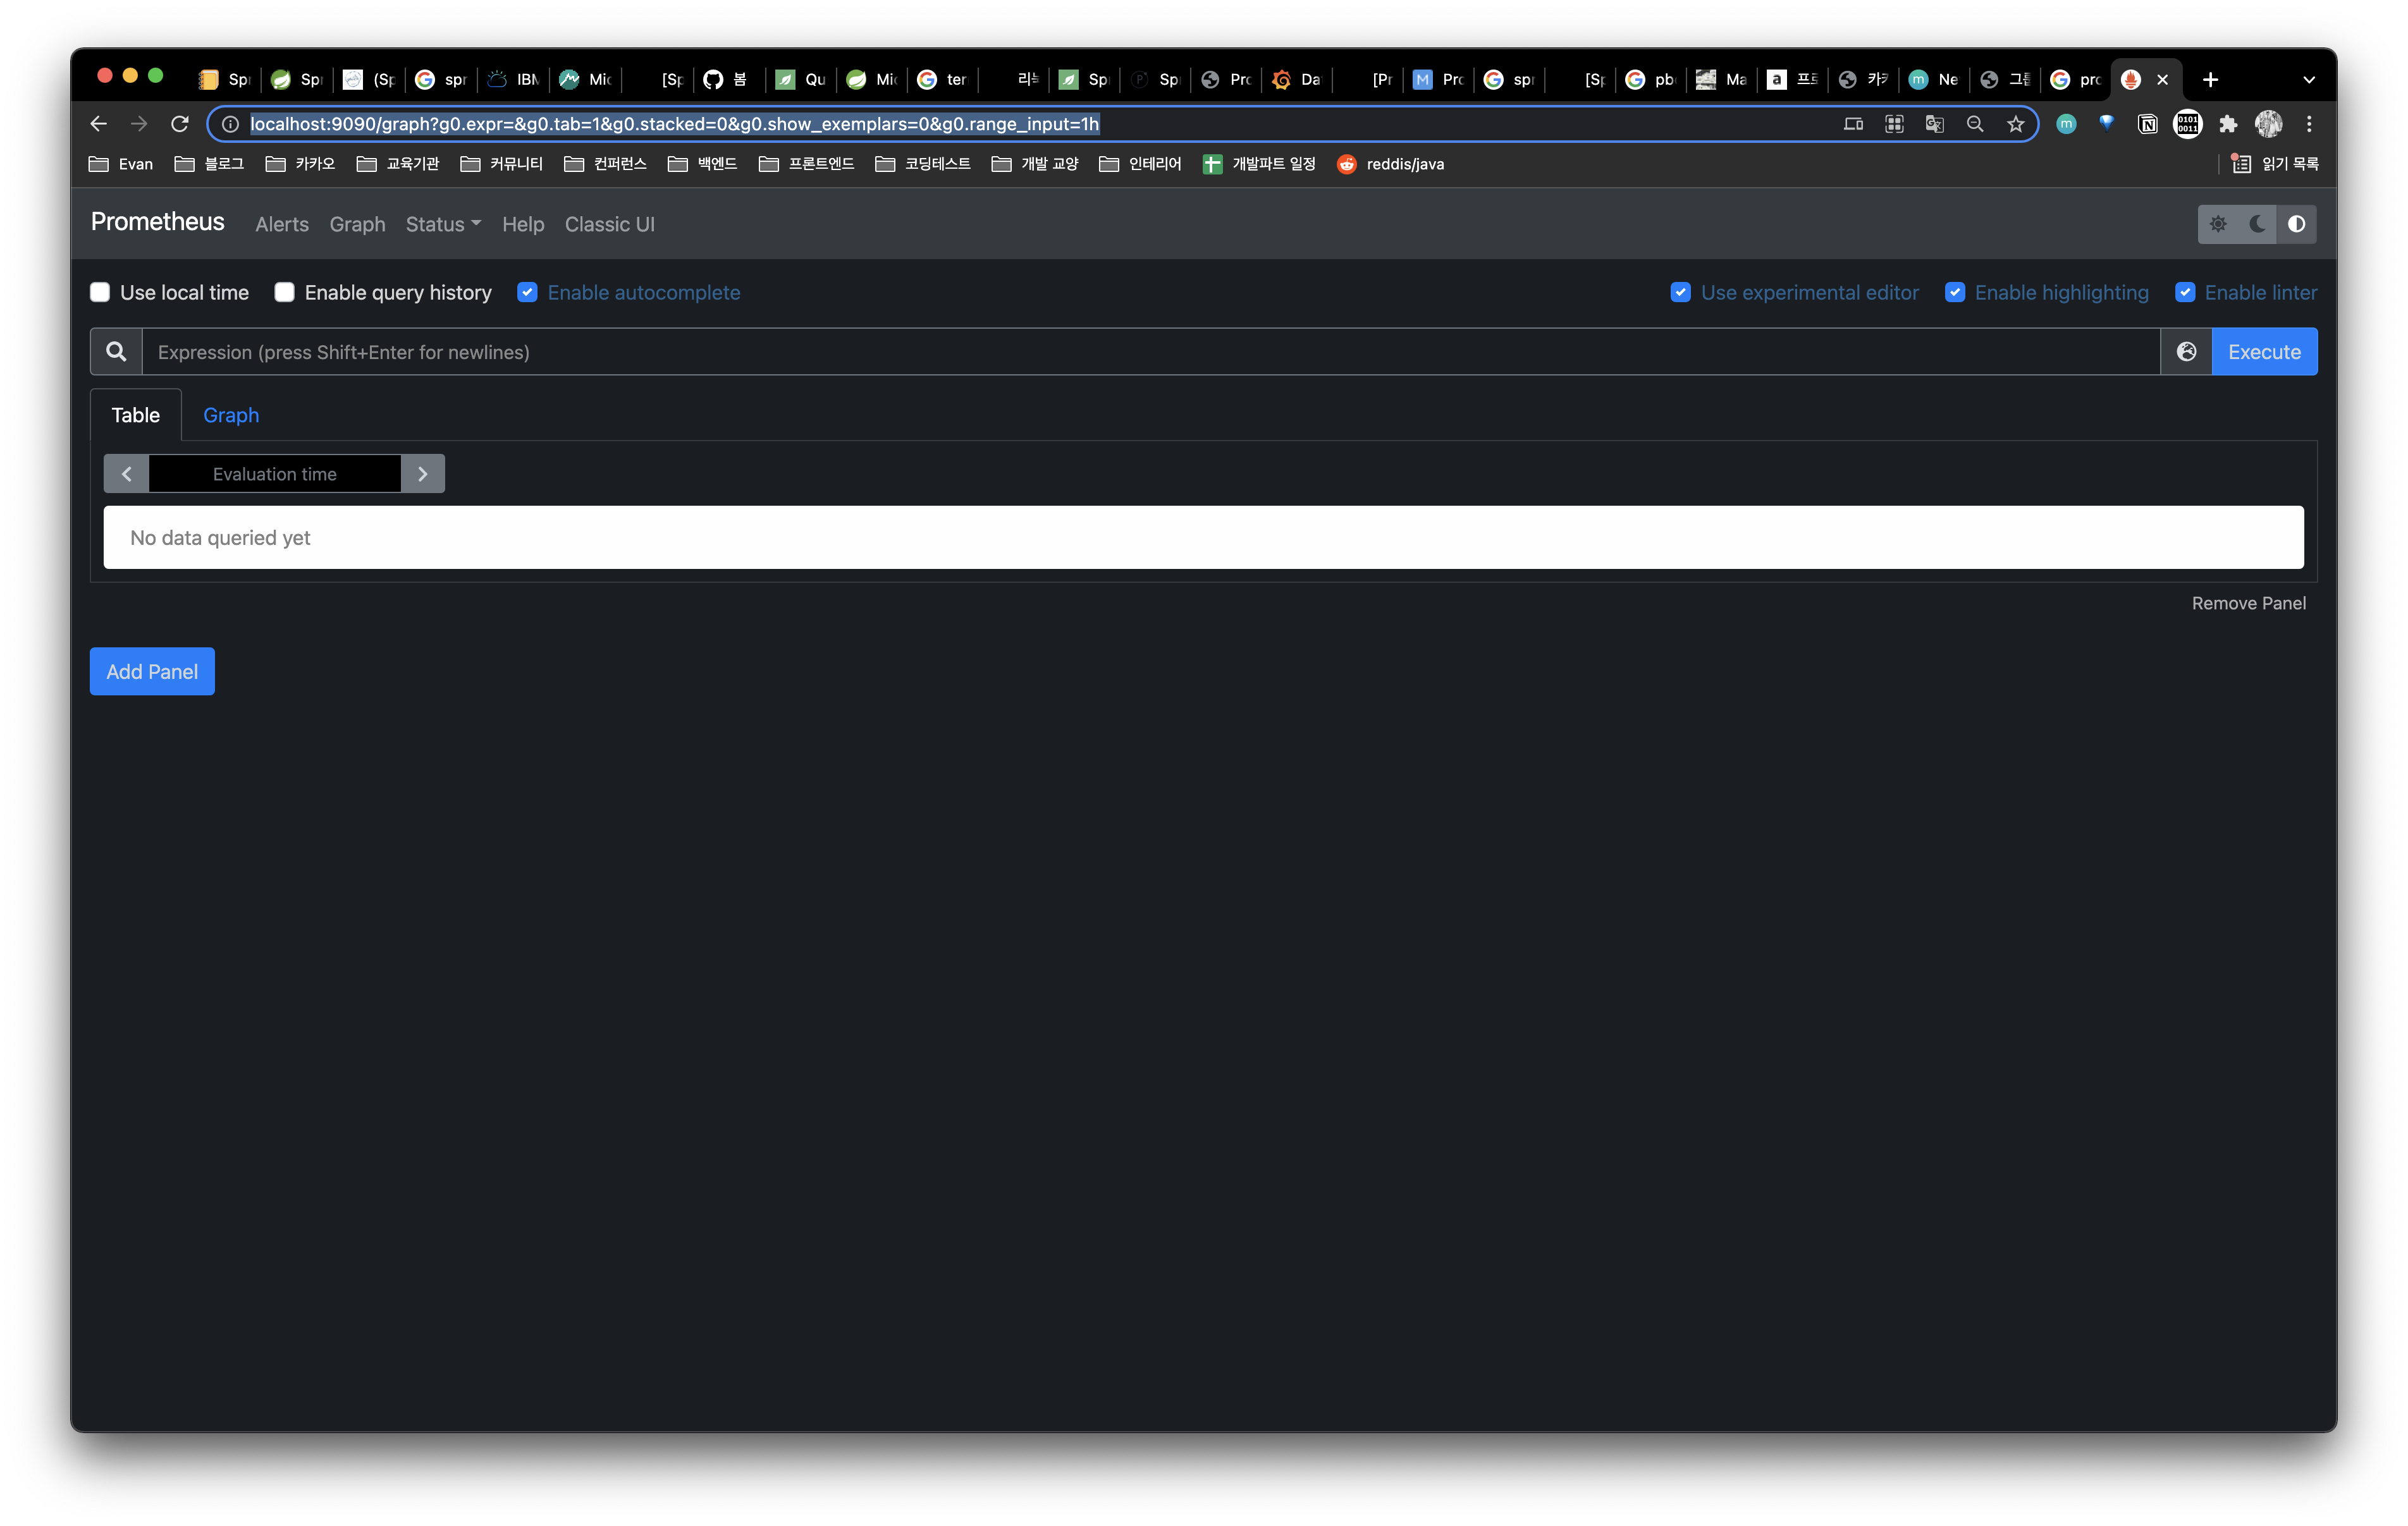 Spr Spr (Sp spr IBM Mic [Sp 봄 Qu Mic ter 리눅 Sp Sp Pro Da [Pr Pro spr [Sp pb Ma a 프로 카카 m Ne 그룹 pro
localhost:9090/graph?g0.expr=&g0.tab=1&g0.stacked=0&g0.show_exemplars=0&g0.range_input=1h
Evan 블로그 카카오 교육기관 커뮤니티 컨퍼런스 백엔드 프론트엔드 코딩테스트 개발 교양 인테리어 개발파트 일정 reddis/java 읽기 목록
Prometheus Alerts Graph Status Help Classic UI
Use local time Enable query history Enable autocomplete Use experimental editor Enable highlighting Enable linter
Expression (press Shift+Enter for newlines) Execute
Table Graph
Evaluation time
No data queried yet
Remove Panel
Add Panel